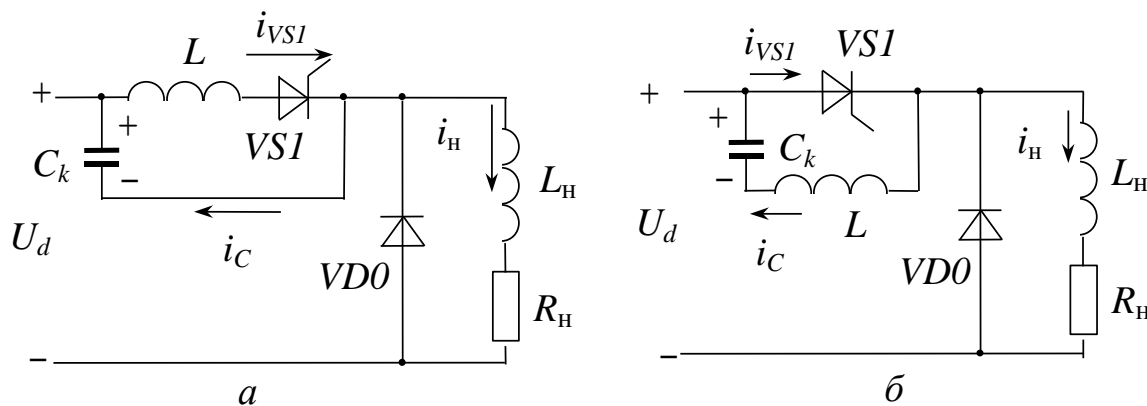 i_VS1
L
+
+
VS1
C_k
−
i_н
L_н
U_d
i_C
VD0
R_н
−
а
i_VS1
VS1
+
+
C_k
−
i_н
L_н
U_d
i_C
L
VD0
R_н
−
б